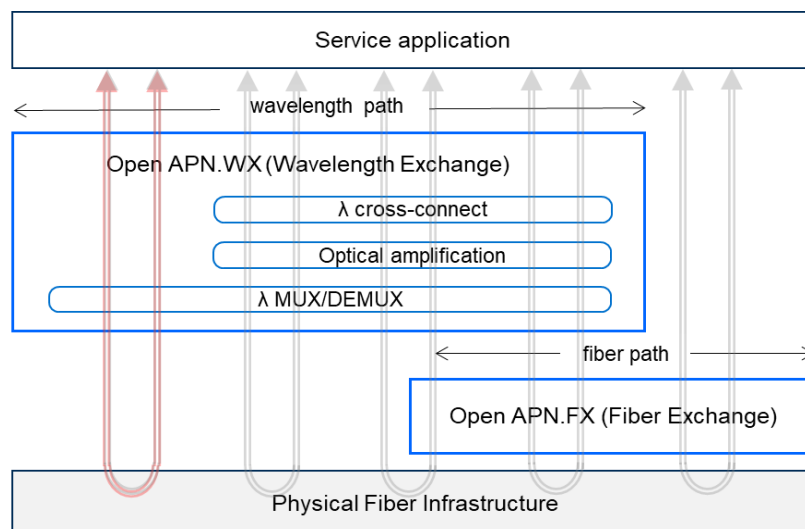 Service application
wavelength path
Open APN.WX (Wavelength Exchange)
λ cross-connect
Optical amplification
λ MUX/DEMUX
fiber path
Open APN.FX (Fiber Exchange)
Physical Fiber Infrastructure